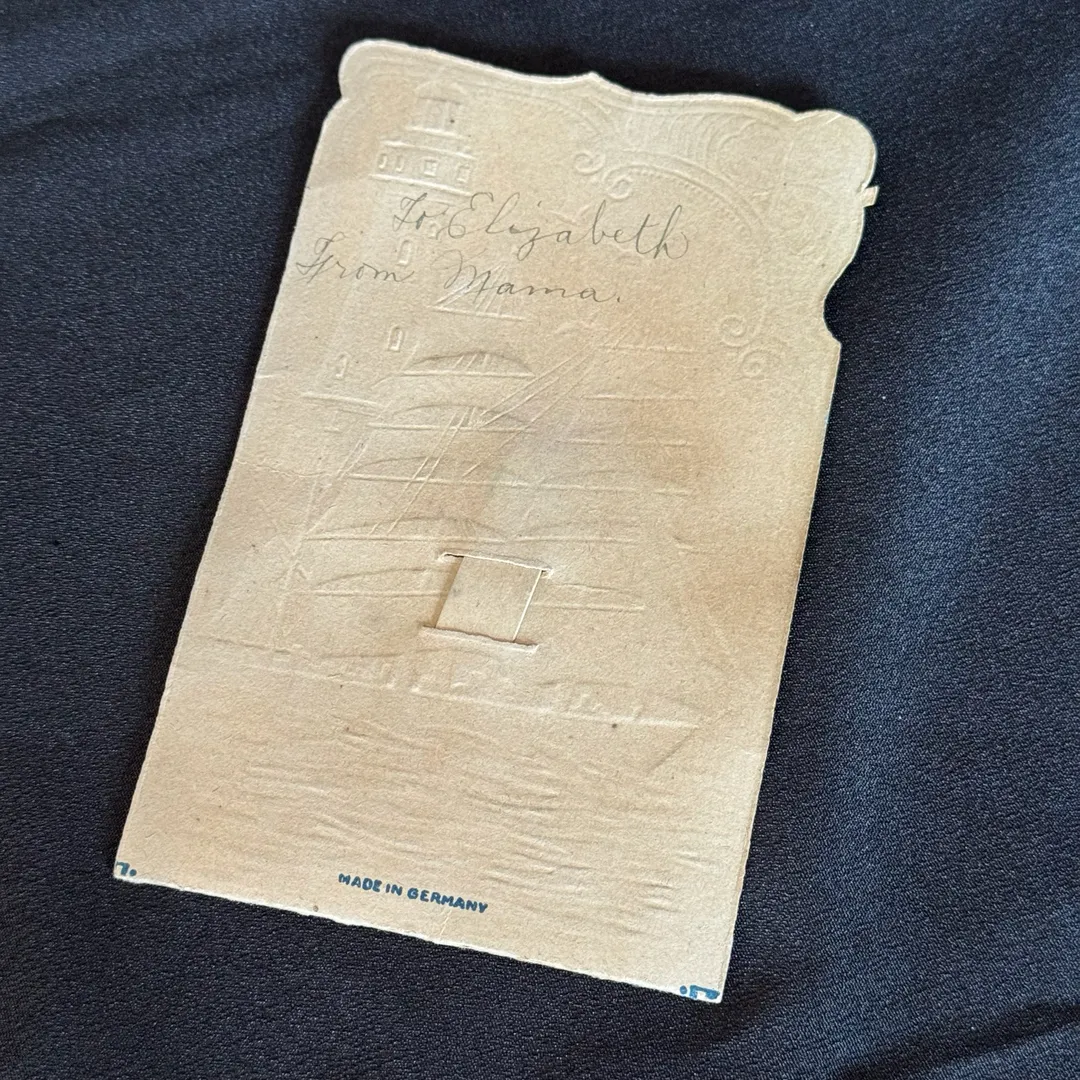 To Elizabeth
From Mama.
MADE IN GERMANY